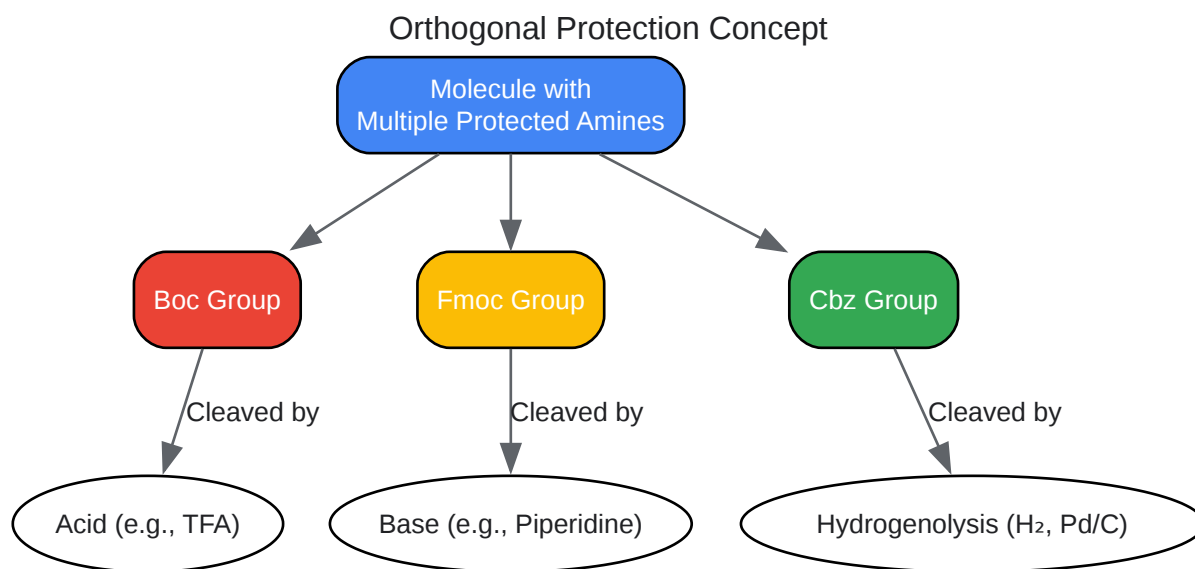 Orthogonal Protection Concept
Molecule with
Multiple Protected Amines
Boc Group
Fmoc Group
Cbz Group
Cleaved by
Cleaved by
Cleaved by
Acid (e.g., TFA)
Base (e.g., Piperidine)
Hydrogenolysis (H₂, Pd/C)